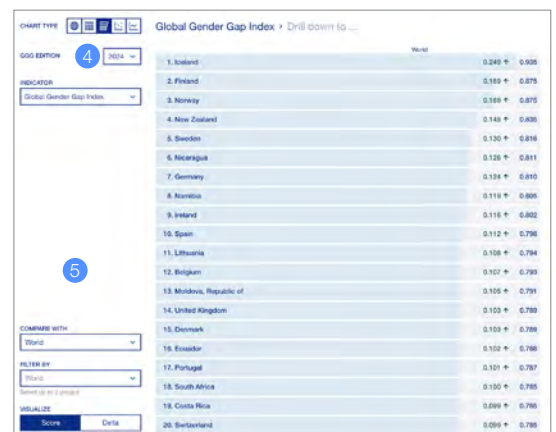 CHART TYPE
Global Gender Gap Index › Drill down to ...
GGG EDITION
4
2024
World
INDICATOR
Global Gender Gap Index
1. Iceland 0.249 ↑ 0.935
2. Finland 0.189 ↑ 0.875
3. Norway 0.189 ↑ 0.875
4. New Zealand 0.149 ↑ 0.835
5. Sweden 0.130 ↑ 0.816
6. Nicaragua 0.126 ↑ 0.811
7. Germany 0.124 ↑ 0.810
8. Namibia 0.119 ↑ 0.805
9. Ireland 0.116 ↑ 0.802
10. Spain 0.112 ↑ 0.798
11. Lithuania 0.108 ↑ 0.794
12. Belgium 0.107 ↑ 0.793
13. Moldova, Republic of 0.105 ↑ 0.791
14. United Kingdom 0.103 ↑ 0.789
15. Denmark 0.103 ↑ 0.789
16. Ecuador 0.102 ↑ 0.788
17. Portugal 0.101 ↑ 0.787
18. South Africa 0.100 ↑ 0.785
19. Costa Rica 0.099 ↑ 0.785
20. Switzerland 0.099 ↑ 0.785
5
COMPARE WITH
World
FILTER BY
World
VISUALIZE
Score Delta